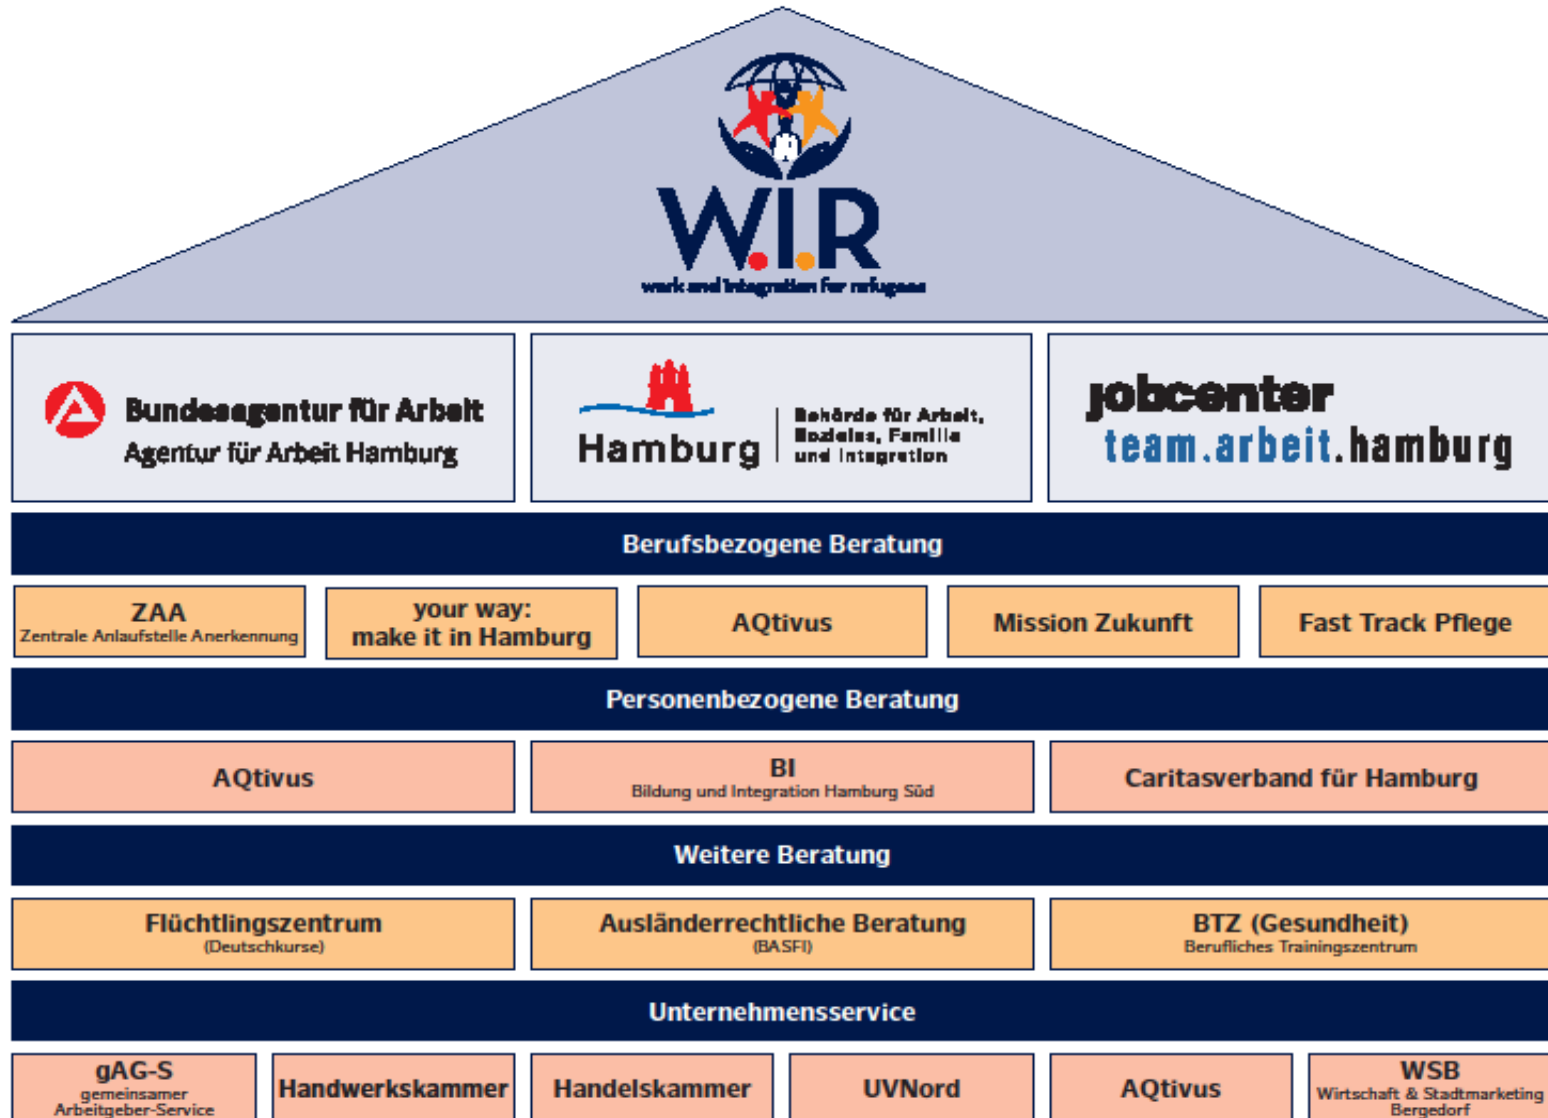 W.I.R
work and integration for refugees
Bundesagentur für Arbeit
Agentur für Arbeit Hamburg
Hamburg
Behörde für Arbeit,
Soziales, Familie
und Integration
jobcenter
team.arbeit.hamburg
Berufsbezogene Beratung
ZAA
Zentrale Anlaufstelle Anerkennung
your way:
make it in Hamburg
AQtivus
Mission Zukunft
Fast Track Pflege
Personenbezogene Beratung
AQtivus
BI
Bildung und Integration Hamburg Süd
Caritasverband für Hamburg
Weitere Beratung
Flüchtlingszentrum
(Deutschkurse)
Ausländerrechtliche Beratung
(BASFI)
BTZ (Gesundheit)
Berufliches Trainingszentrum
Unternehmensservice
gAG-S
gemeinsamer
Arbeitgeber-Service
Handwerkskammer
Handelskammer
UVNord
AQtivus
WSB
Wirtschaft & Stadtmarketing
Bergedorf